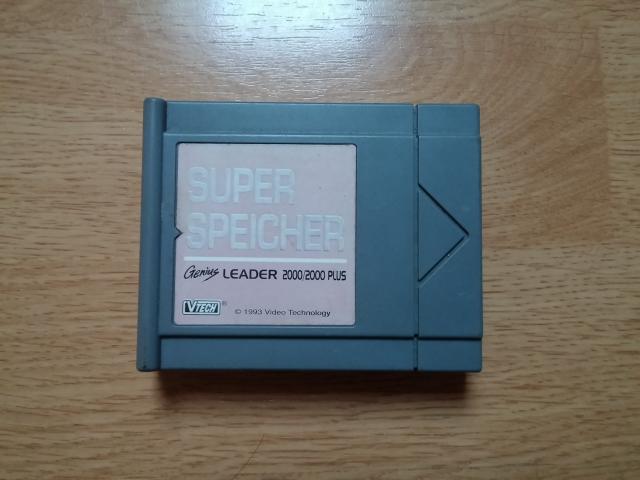 SUPER
SPEICHER
Genius LEADER 2000/2000 PLUS
VTECH® © 1993 Video Technology